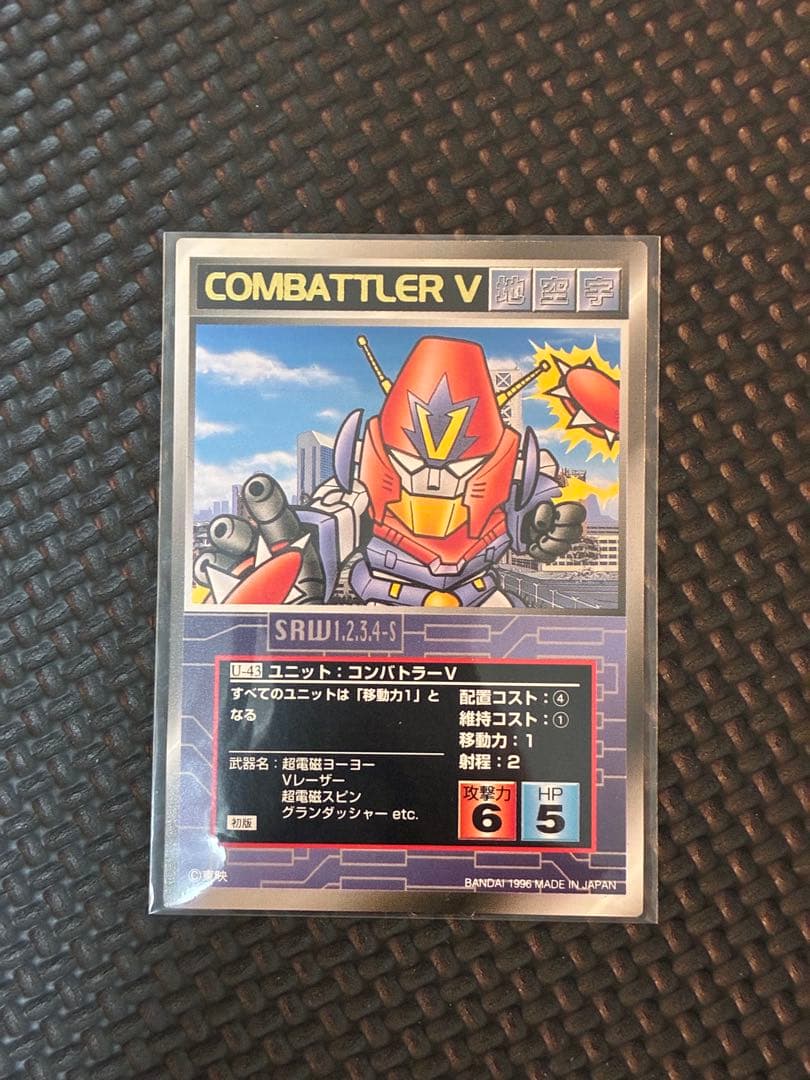 COMBATTLER V 地 空 宇
V
SRW1.2.3.4-S
U-43 ユニット：コンバトラーV
すべてのユニットは「移動力1」と
なる
配置コスト：④
維持コスト：①
移動力：1
射程：2
武器名：超電磁ヨーヨー
Vレーザー
超電磁スピン
グランダッシャー etc.
初版
攻撃力
6
HP
5
©東映
BANDAI 1996 MADE IN JAPAN